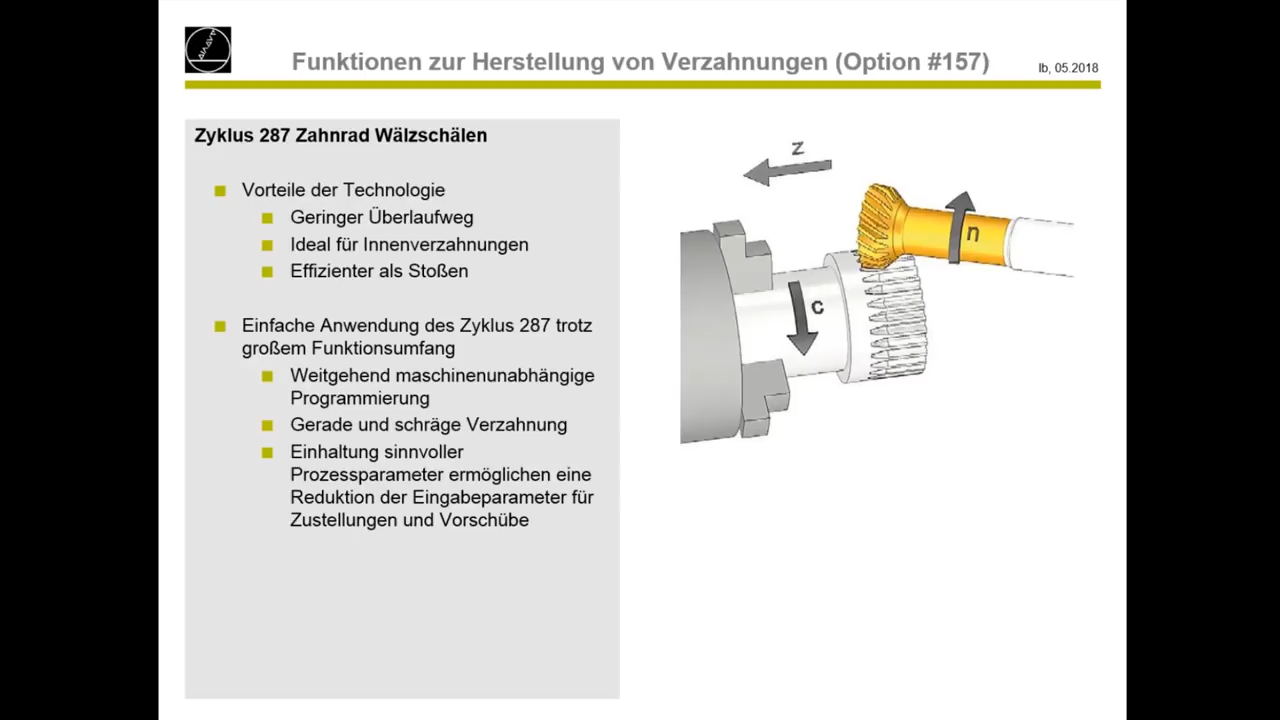 Funktionen zur Herstellung von Verzahnungen (Option #157)
lb, 05.2018
Zyklus 287 Zahnrad Wälzschälen
Vorteile der Technologie
Geringer Überlaufweg
Ideal für Innenverzahnungen
Effizienter als Stoßen
Einfache Anwendung des Zyklus 287 trotz
großem Funktionsumfang
Weitgehend maschinenunabhängige
Programmierung
Gerade und schräge Verzahnung
Einhaltung sinnvoller
Prozessparameter ermöglichen eine
Reduktion der Eingabeparameter für
Zustellungen und Vorschübe
z
n
c